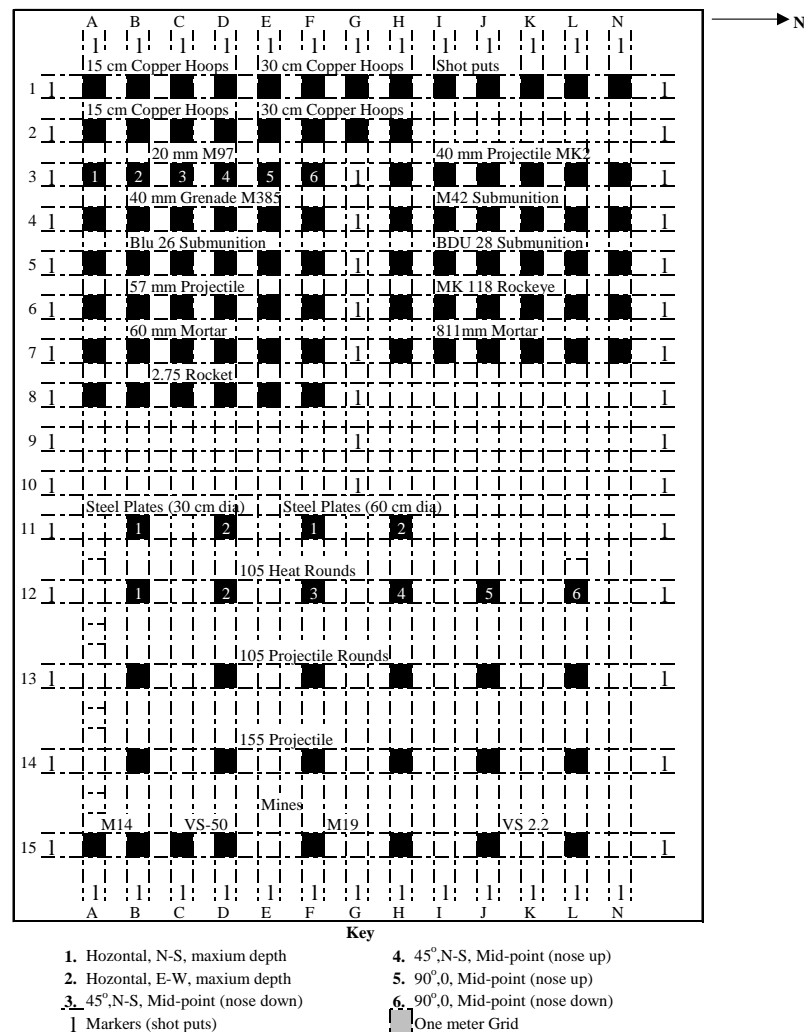 A B C D E F G H I J K L N
N
l l l l l l l l l l l l l
15 cm Copper Hoops 30 cm Copper Hoops Shot puts
1 l l
15 cm Copper Hoops 30 cm Copper Hoops
2 l l
20 mm M97 40 mm Projectile MK2
3 l 1 2 3 4 5 6 l l
40 mm Grenade M385 M42 Submunition
4 l l l
Blu 26 Submunition BDU 28 Submunition
5 l l l
57 mm Projectile MK 118 Rockeye
6 l l l
60 mm Mortar 811mm Mortar
7 l l l
2.75 Rocket
8 l l l
9 l l l
10 l l l
Steel Plates (30 cm dia) Steel Plates (60 cm dia)
11 l 1 2 1 2 l
105 Heat Rounds
12 l 1 2 3 4 5 6 l
105 Projectile Rounds
13 l l
155 Projectile
14 l l
Mines
M14 VS-50 M19 VS 2.2
15 l l
l l l l l l l l l l l l l
A B C D E F G H I J K L N
Key
1. Hozontal, N-S, maxium depth 4. 45°,N-S, Mid-point (nose up)
2. Hozontal, E-W, maxium depth 5. 90°,0, Mid-point (nose up)
3. 45°,N-S, Mid-point (nose down) 6. 90°,0, Mid-point (nose down)
l Markers (shot puts) One meter Grid